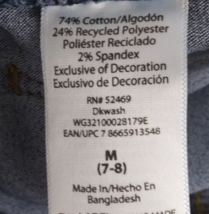 74% Cotton/Algodón
24% Recycled Polyester
Poliéster Reciclado
2% Spandex
Exclusive of Decoration
Exclusivo de Decoración
RN# 52469
Dkwash
WG32100028179E
EAN/UPC 7 8665913548
M
(7-8)
Made In/Hecho En
Bangladesh